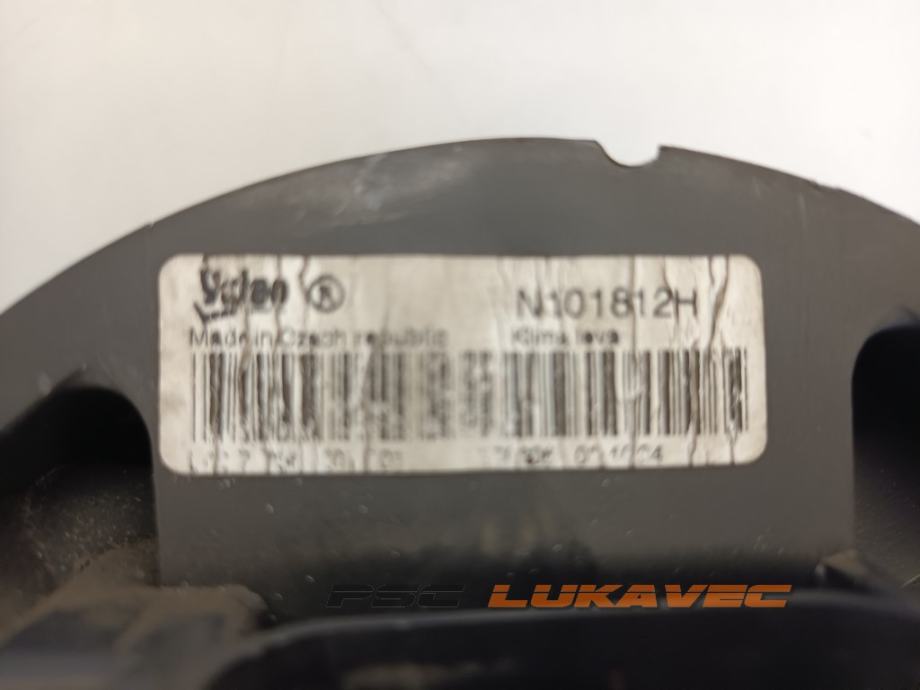 Valeo ® N101812H
Made in Czech republic Klima leva
PSC LUKAVEC